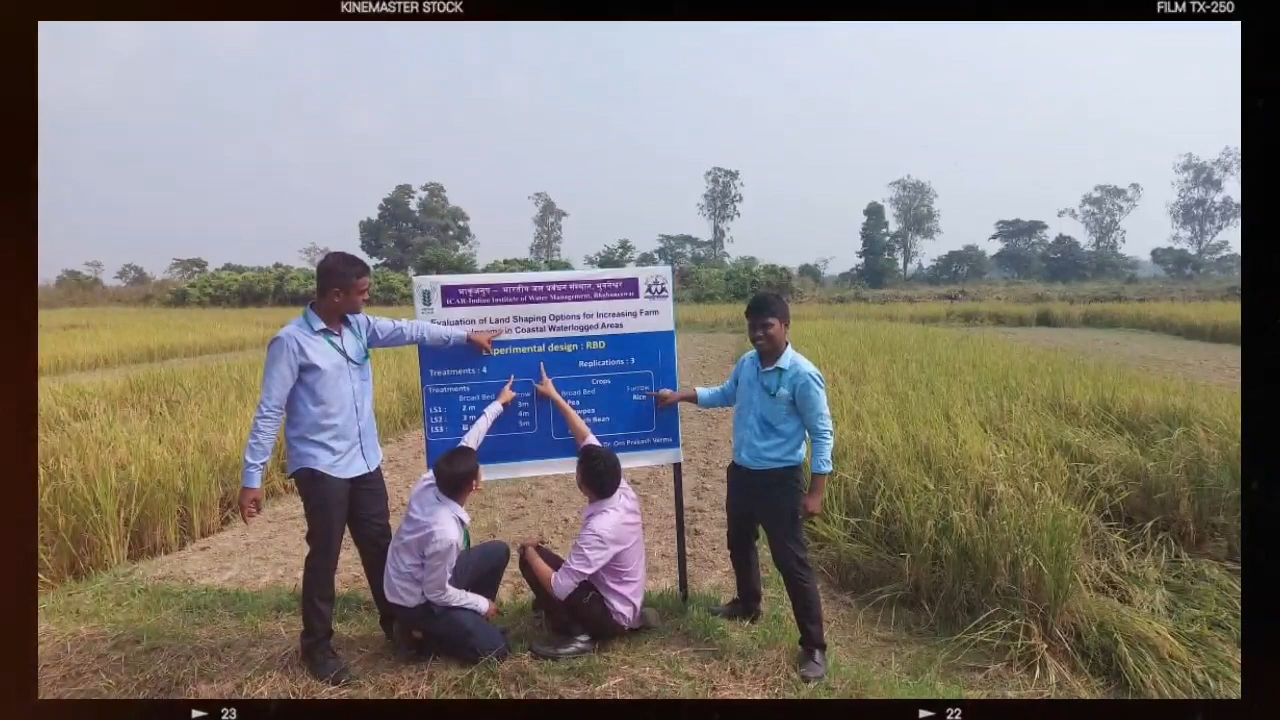 KINEMASTER STOCK
FILM TX-250
भाकृअनुप – भारतीय जल प्रबंधन संस्थान, भुवनेश्वर
ICAR-Indian Institute of Water Management, Bhubaneswar
Evaluation of Land Shaping Options for Increasing Farm
in Coastal Waterlogged Areas
Experimental design : RBD
Treatments : 4
Replications : 3
Treatments
Broad Bed
LS1: 2 m 3m
LS2: 3 m 4m
LS3: 5m
Crops
Broad Bed Furrow
Pea Rice
Bean
Dr. Om Prakash Verma
23
22